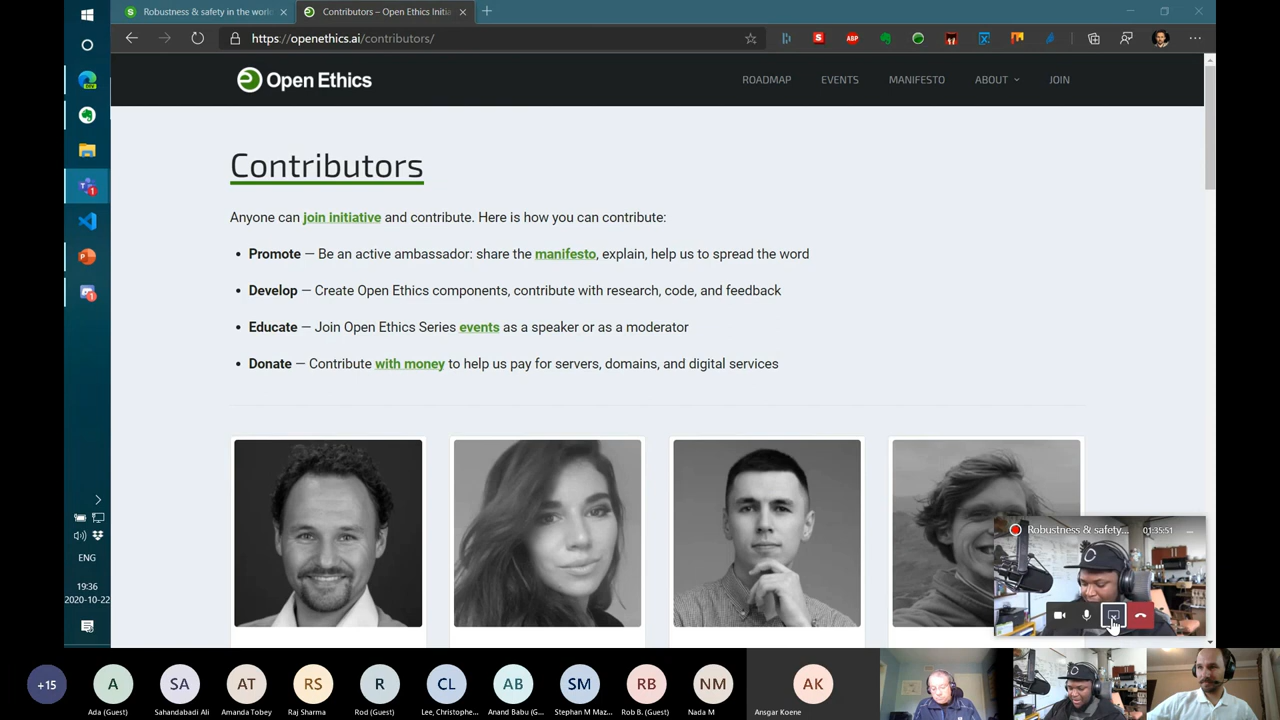 Robustness & safety in the work
Contributors – Open Ethics Initia
https://openethics.ai/contributors/
ABP
DEV
Open Ethics
ROADMAP
EVENTS
MANIFESTO
ABOUT
JOIN
Contributors
Anyone can join initiative and contribute. Here is how you can contribute:
• Promote — Be an active ambassador: share the manifesto, explain, help us to spread the word
• Develop — Create Open Ethics components, contribute with research, code, and feedback
• Educate — Join Open Ethics Series events as a speaker or as a moderator
• Donate — Contribute with money to help us pay for servers, domains, and digital services
Robustness & safety... 01:35:51
ENG
19:36
2020-10-22
+15
A
SA
AT
RS
R
CL
AB
SM
RB
NM
AK
Ada (Guest)
Sahandabadi Ali
Amanda Tobey
Raj Sharma
Rod (Guest)
Lee, Christophe...
Anand Babu (G...
Stephan M Maz...
Rob B. (Guest)
Nada M
Ansgar Koene